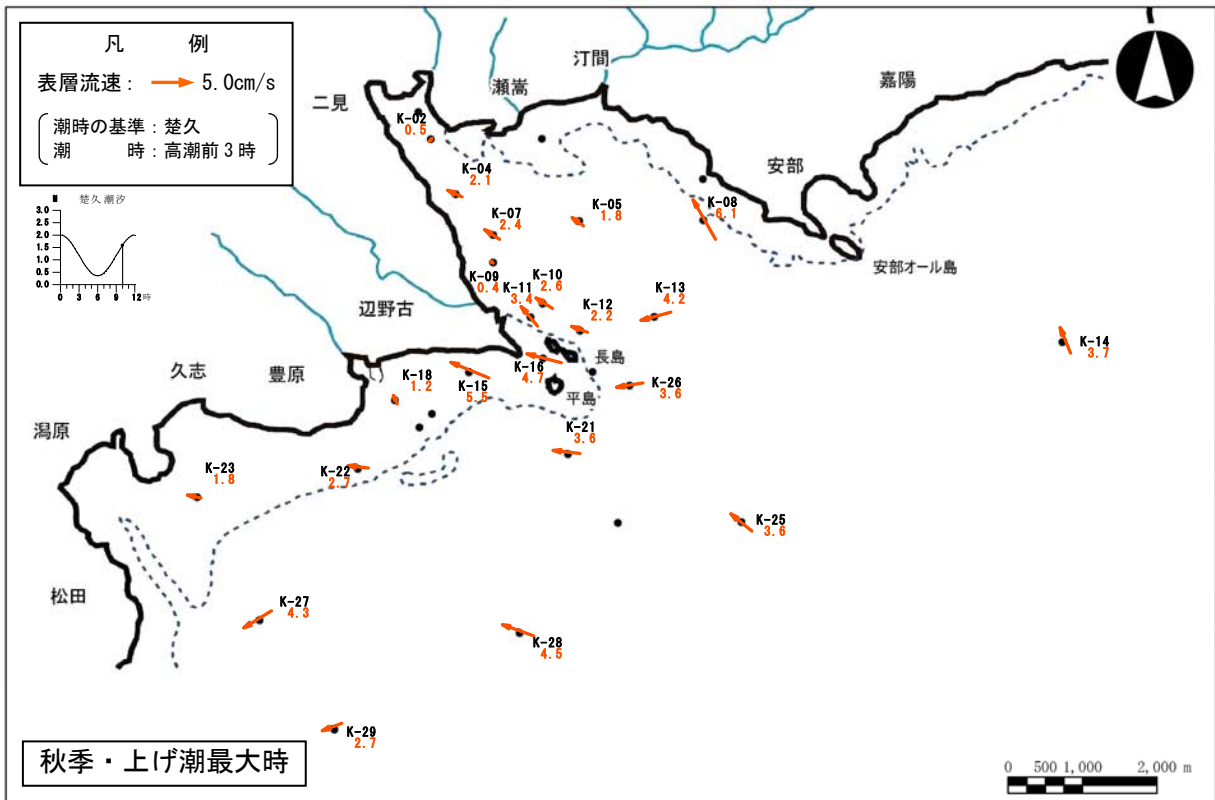 凡 例
表層流速： 5.0cm/s
潮時の基準：楚久
潮 時：高潮前3時
楚久潮汐
3.0
2.5
2.0
1.5
1.0
0.5
0.0
0 3 6 9 12時
二見
瀬嵩
汀間
嘉陽
安部
安部オール島
辺野古
長島
平島
久志
豊原
潟原
松田
K-02
0.5
K-04
2.1
K-07
2.4
K-05
1.8
K-08
6.1
K-09
0.4
K-10
2.6
K-11
3.4
K-12
2.2
K-13
4.2
K-14
3.7
K-16
4.7
K-15
5.5
K-18
1.2
K-26
3.6
K-21
3.6
K-23
1.8
K-22
2.7
K-25
3.6
K-27
4.3
K-28
4.5
K-29
2.7
秋季・上げ潮最大時
0 500 1,000 2,000 m